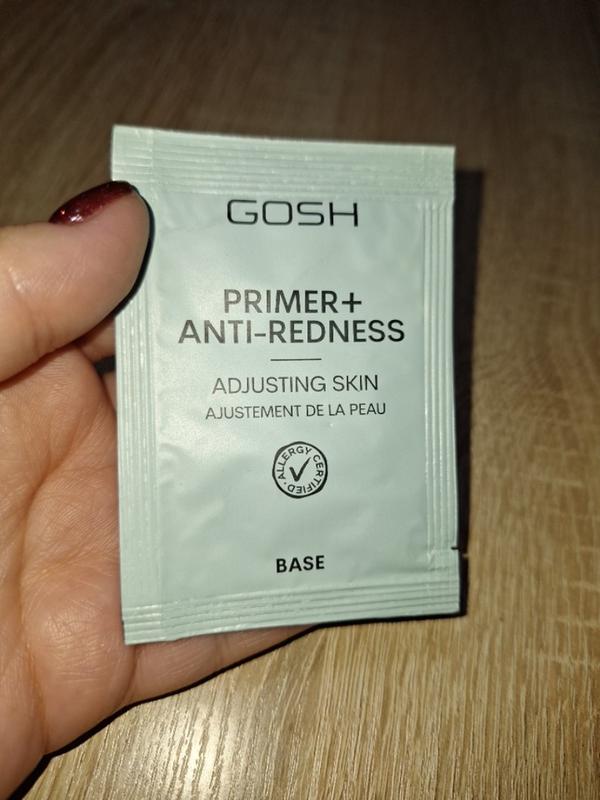 GOSH
PRIMER+
ANTI-REDNESS
ADJUSTING SKIN
AJUSTEMENT DE LA PEAU
ALLERGY CERTIFIED
BASE